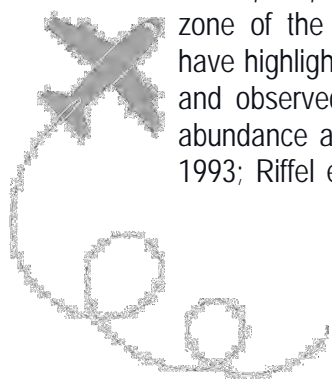 zone of the
have highligh
and observed
abundance a
1993; Riffel e